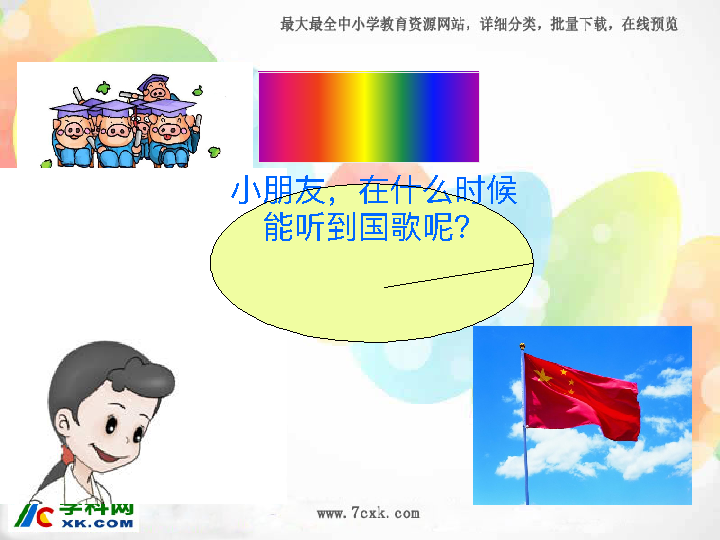 最大最全中小学教育资源网站，详细分类，批量下载，在线预览
小朋友，在什么时候
能听到国歌呢？
学科网
XK.COM
www.7cxk.com